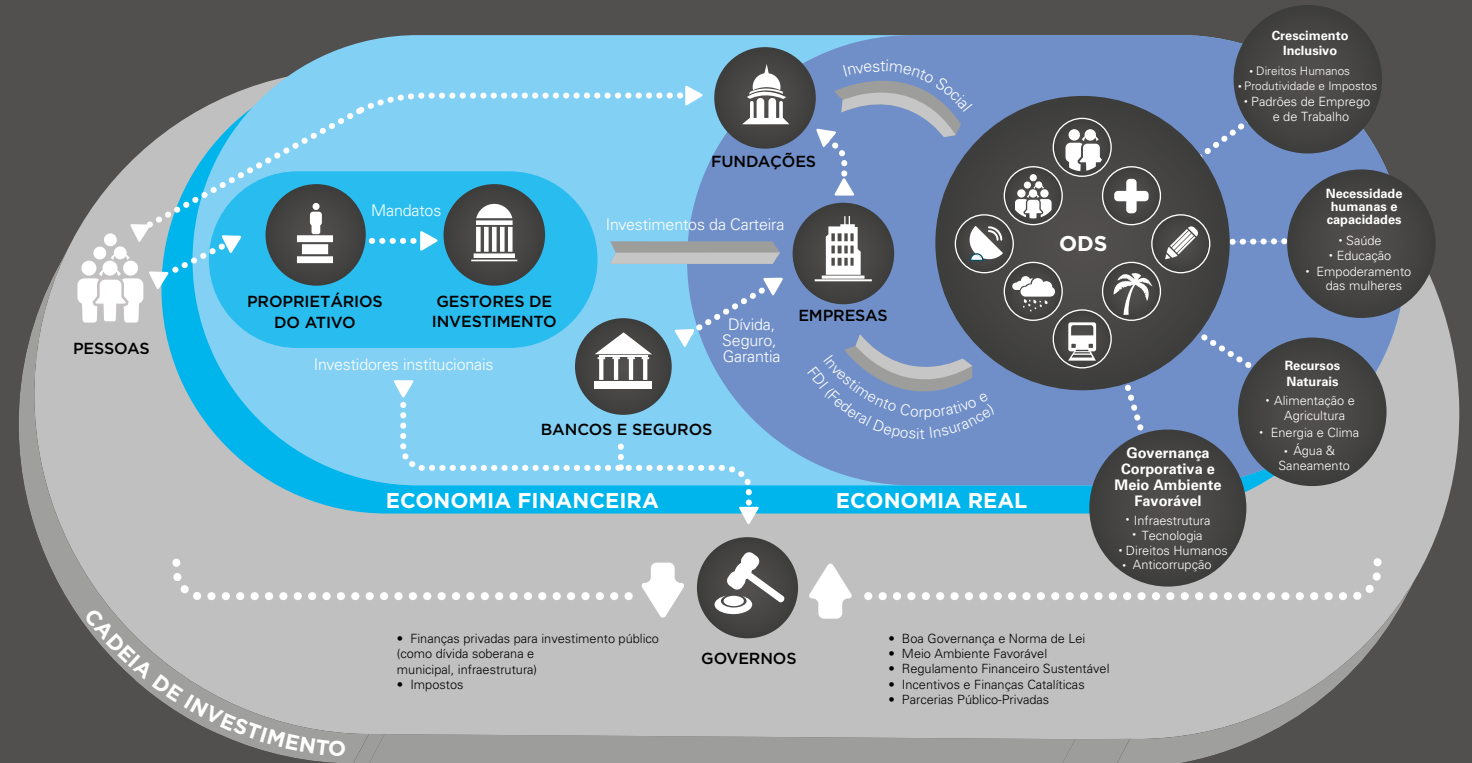 Crescimento
Inclusivo
• Direitos Humanos
• Produtividade e Impostos
• Padrões de Emprego
e de Trabalho
Investimento Social
FUNDAÇÕES
Necessidade
humanas e
capacidades
• Saúde
• Educação
• Empoderamento
das mulheres
Mandatos
Investimentos da Carteira
ODS
PROPRIETÁRIOS
DO ATIVO
GESTORES DE
INVESTIMENTO
EMPRESAS
PESSOAS
Dívida,
Seguro,
Garantia
Investidores institucionais
Investimento Corporativo e
FDI (Federal Deposit Insurance)
Recursos
Naturais
• Alimentação e
Agricultura
• Energia e Clima
• Água &
Saneamento
BANCOS E SEGUROS
Governança
Corporativa e
Meio Ambiente
Favorável
• Infraestrutura
• Tecnologia
• Direitos Humanos
• Anticorrupção
ECONOMIA FINANCEIRA
ECONOMIA REAL
• Finanças privadas para investimento público
(como dívida soberana e
municipal, infraestrutura)
• Impostos
GOVERNOS
• Boa Governança e Norma de Lei
• Meio Ambiente Favorável
• Regulamento Financeiro Sustentável
• Incentivos e Finanças Catalíticas
• Parcerias Público-Privadas
CADEIA DE INVESTIMENTO